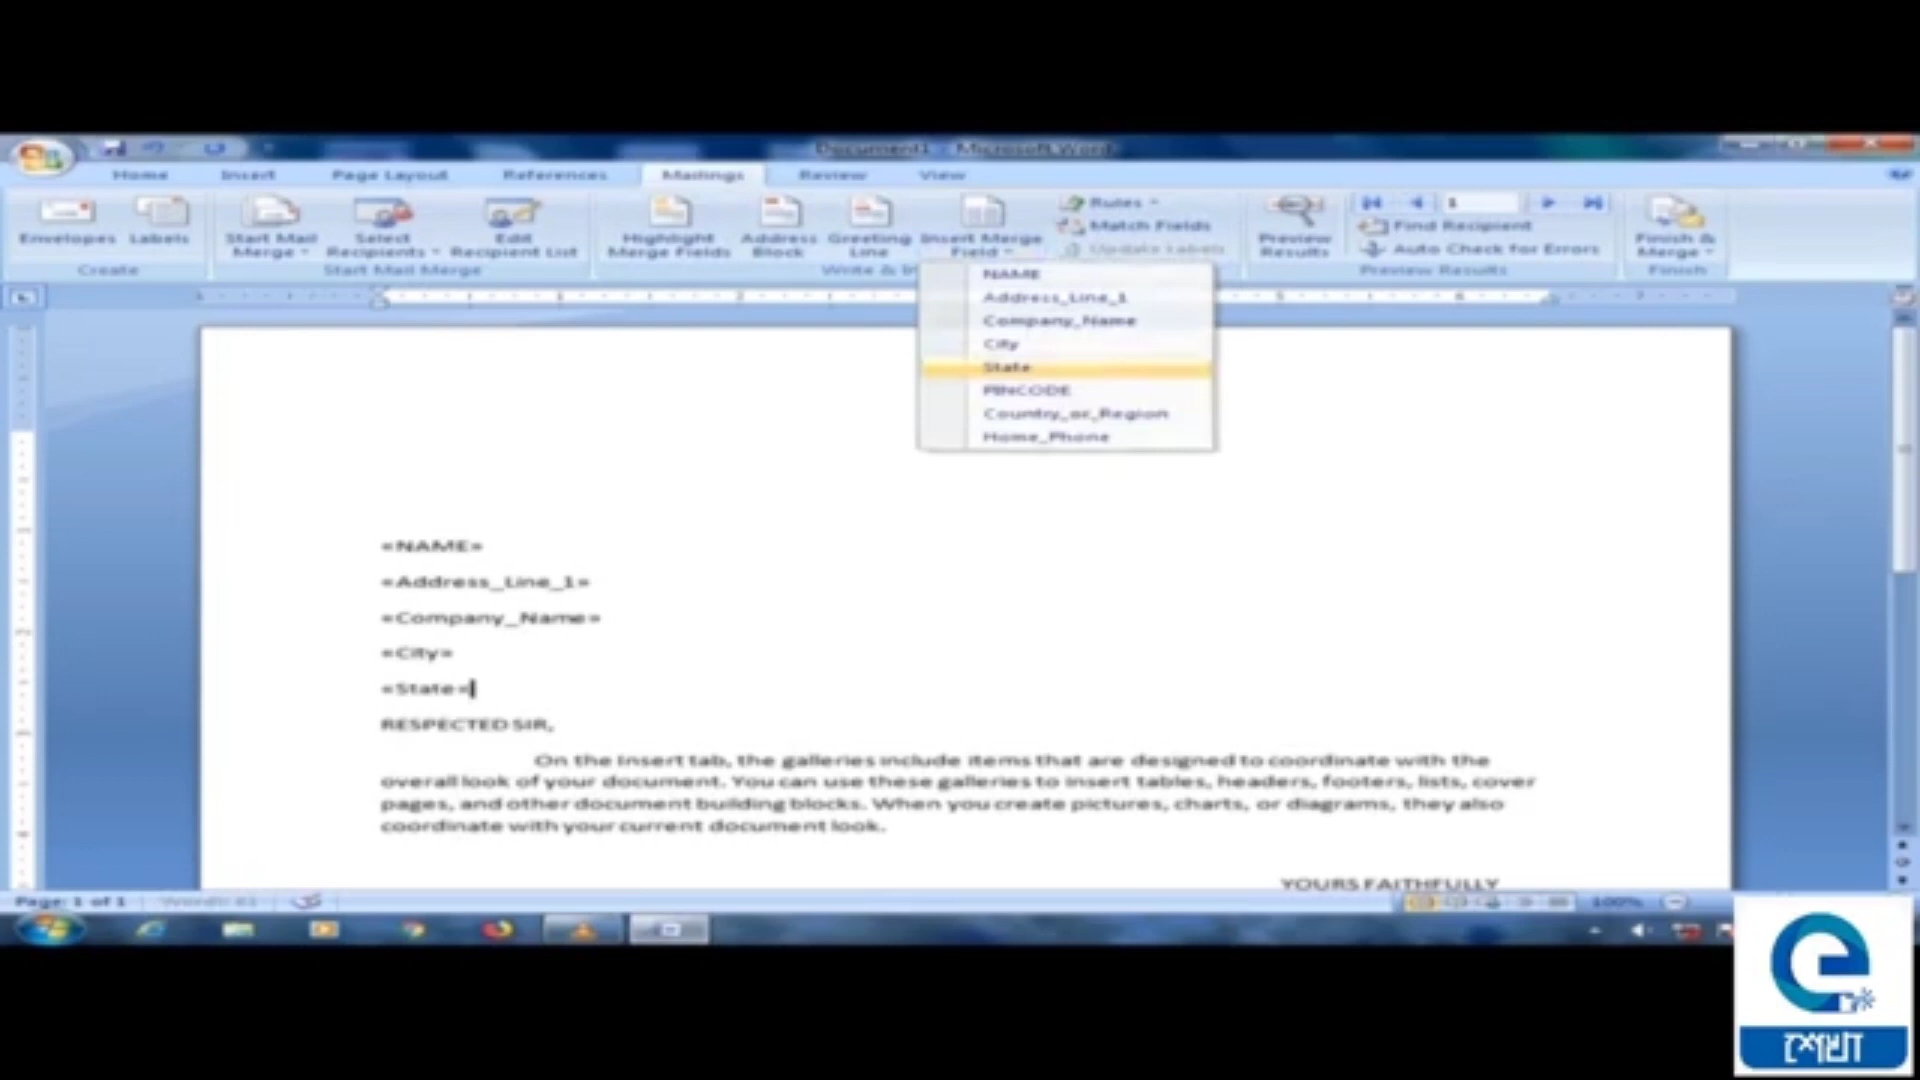 Document1 - Microsoft Word
Home Insert Page Layout References Mailings Review View
Envelopes Labels Start Mail Merge Select Recipients Edit Recipient List Highlight Merge Fields Address Block Greeting Line Insert Merge Field Rules Match Fields Update Labels Preview Results 1 Find Recipient Auto Check for Errors Finish & Merge
Create Start Mail Merge Write & Preview Results Finish
NAME
Address_Line_1
Company_Name
City
State
PINCODE
Country_or_Region
Home_Phone
«NAME»
«Address_Line_1»
«Company_Name»
«City»
«State»
RESPECTED SIR,
On the Insert tab, the galleries include items that are designed to coordinate with the
overall look of your document. You can use these galleries to insert tables, headers, footers, lists, cover
pages, and other document building blocks. When you create pictures, charts, or diagrams, they also
coordinate with your current document look.
YOURS FAITHFULLY
Page: 1 of 1 Words: 100%